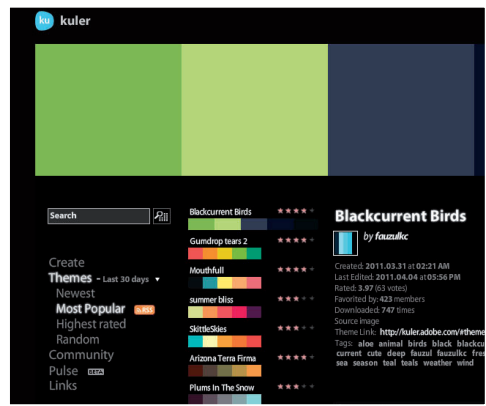 ku kuler
Search
Create
Themes - Last 30 days
Newest
Most Popular RSS
Highest rated
Random
Community
Pulse BETA
Links
Blackcurrent Birds
Gumdrop tears 2
Mouthfull
summer bliss
SkittleSkies
Arizona Terra Firma
Plums In The Snow
Blackcurrent Birds
by fauzulkc
Created: 2011.03.31 at 02:21 AM
Last Edited: 2011.04.04 at 05:56 PM
Rated: 3.97 (63 votes)
Favorited by: 423 members
Downloaded: 747 times
Source image
Theme Link: http://kuler.adobe.com/#theme
Tags: aloe animal birds black blackcu
current cute deep fauzul fauzulkc fres
sea season teal teals weather wind